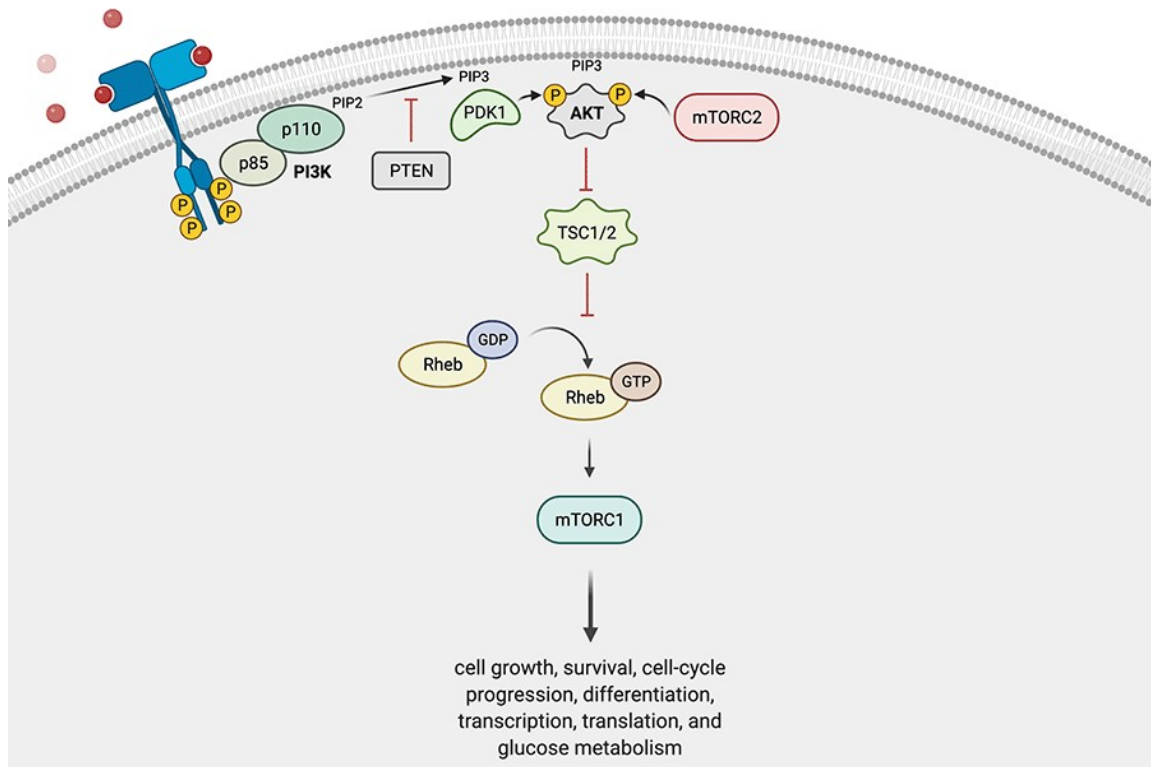 PIP3
PIP3
PIP2
p110
PDK1
P
AKT
P
mTORC2
p85
PI3K
PTEN
P
P
P
P
TSC1/2
GDP
Rheb
GTP
Rheb
mTORC1
cell growth, survival, cell-cycle
progression, differentiation,
transcription, translation, and
glucose metabolism